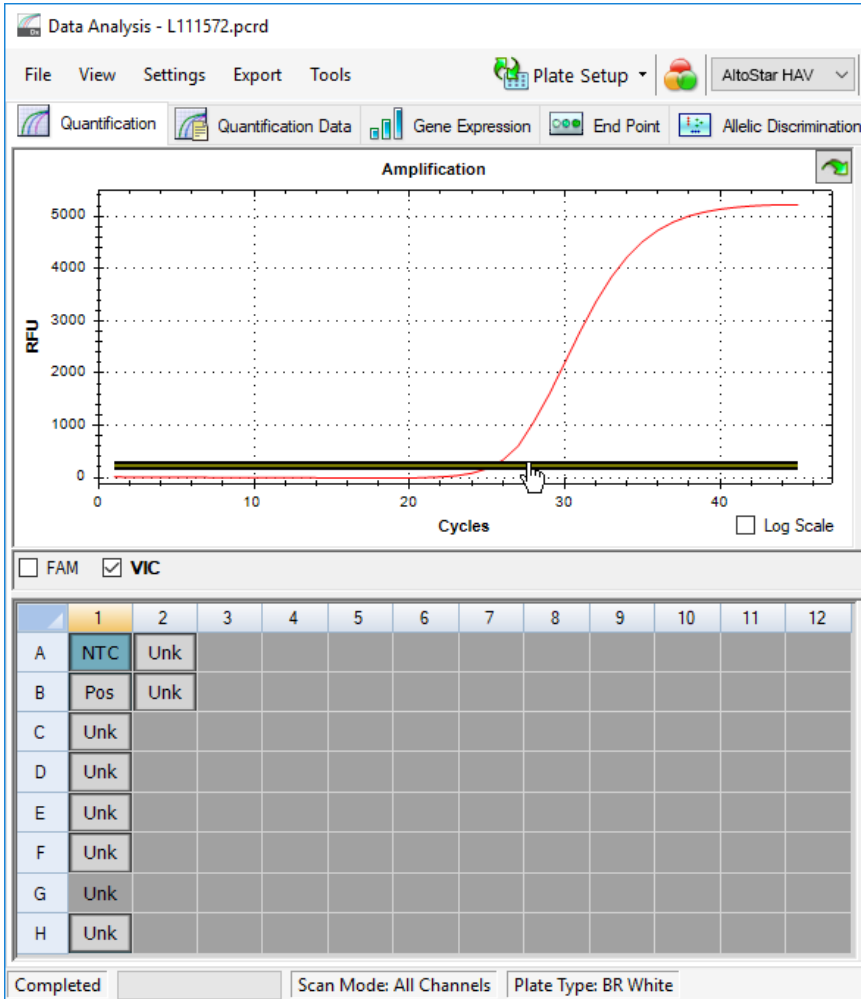 Data Analysis - L111572.pcrd
File View Settings Export Tools Plate Setup AltoStar HAV
Quantification Quantification Data Gene Expression End Point Allelic Discrimination
Amplification
5000
4000
3000
2000
1000
0
RFU
0 10 20 30 40
Cycles
Log Scale
FAM VIC
1 2 3 4 5 6 7 8 9 10 11 12
A NTC Unk
B Pos Unk
C Unk
D Unk
E Unk
F Unk
G Unk
H Unk
Completed Scan Mode: All Channels Plate Type: BR White